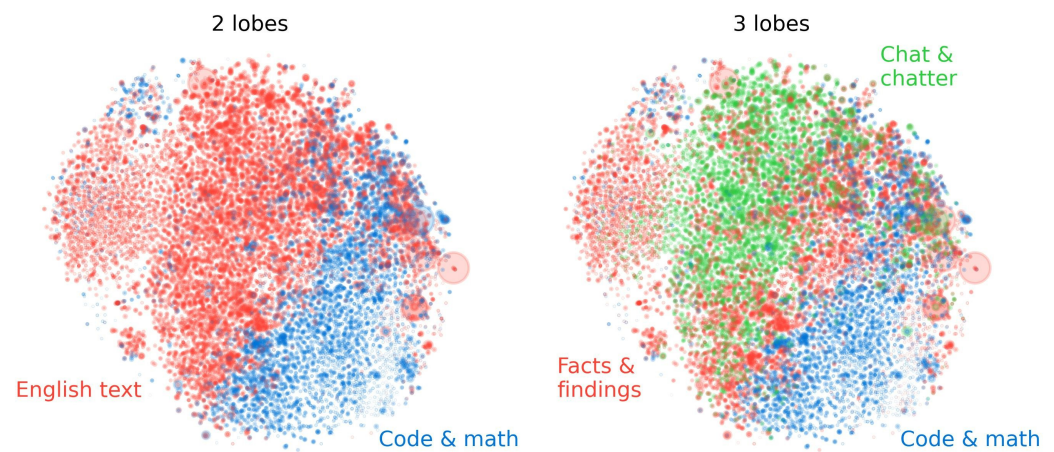 2 lobes
English text
Code & math
3 lobes
Chat &
chatter
Facts &
findings
Code & math